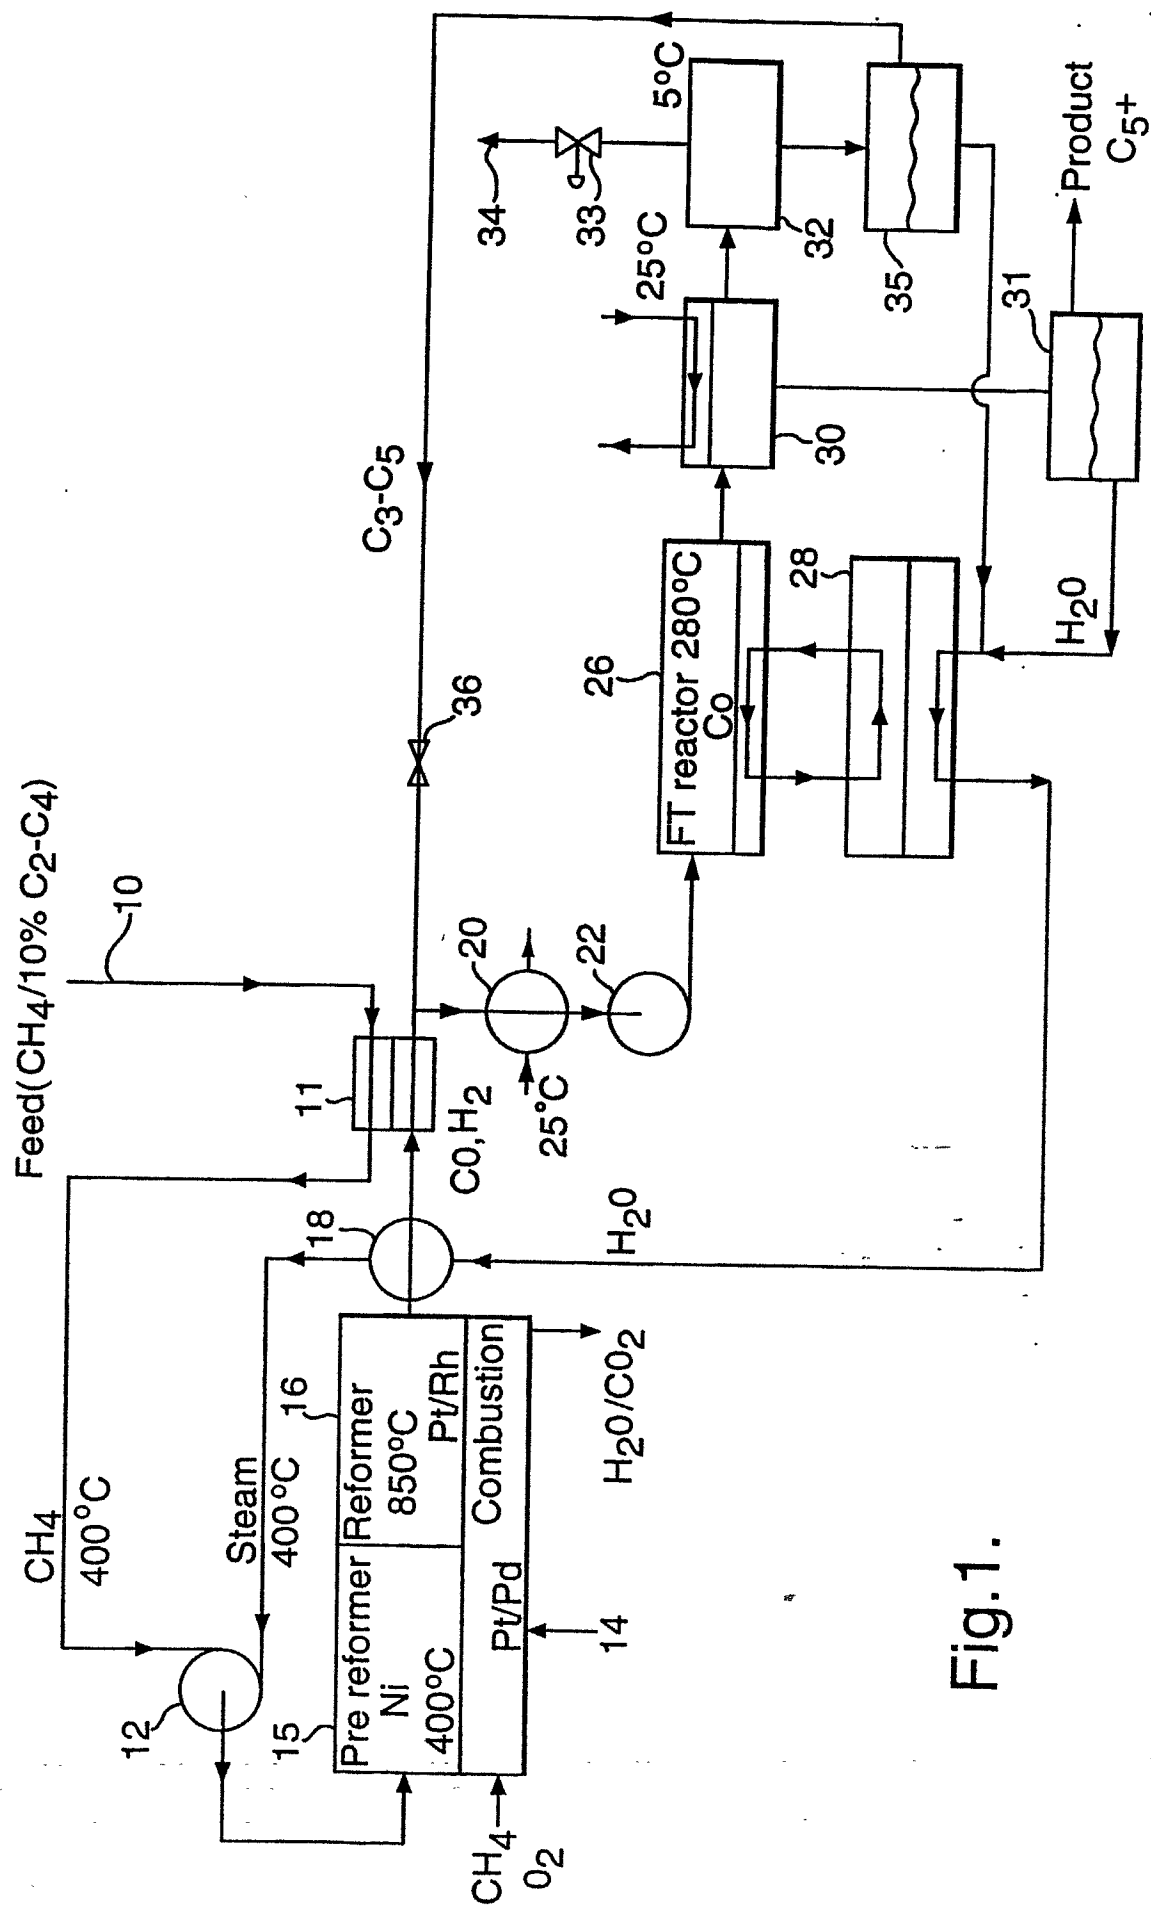 Feed(CH4/10% C2-C4)
10
CH4
400°C
Steam
400°C
12
18
11
C3-C5
36
34
33
5°C
25°C
32
35
31
30
Product
C5+
15
16
Pre reformer
Ni
400°C
Reformer
850°C
Pt/Rh
Pt/Pd
Combustion
CH4
O2
14
H2O/CO2
CO,H2
25°C
20
22
26
FT reactor 280°C
Co
28
H2O
H2O
Fig.1.